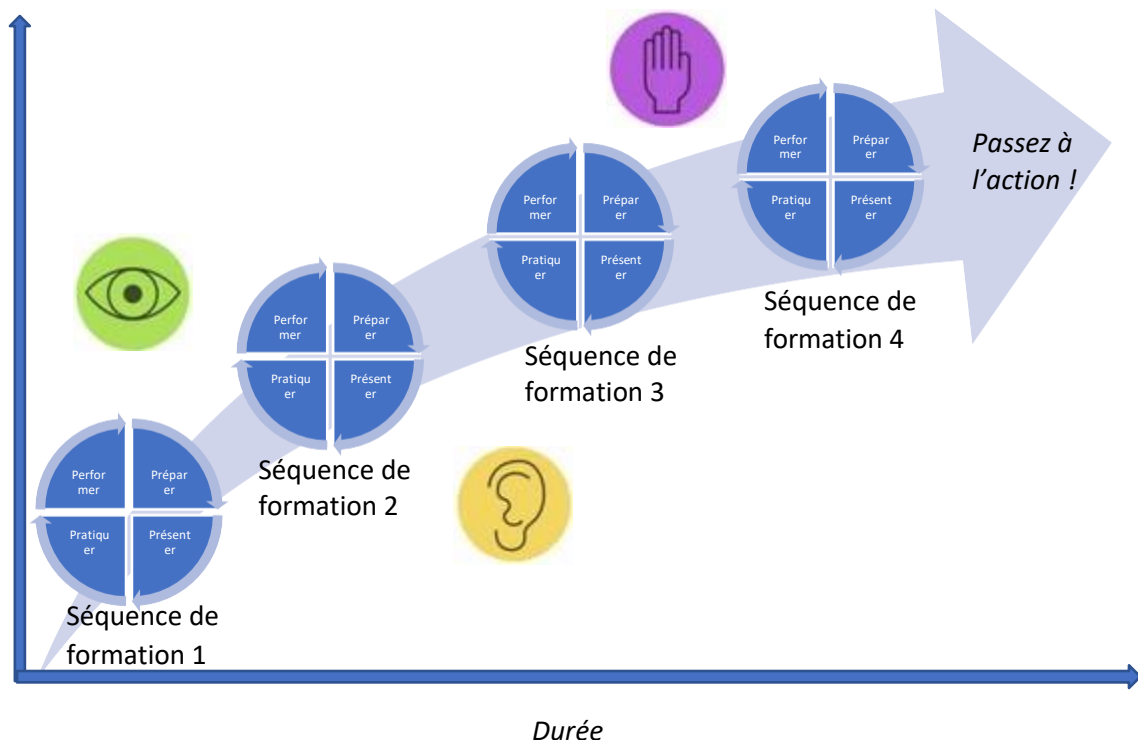 Perfor
mer
Prépar
er
Pratiqu
er
Présent
er
Séquence de
formation 1
Perfor
mer
Prépar
er
Pratiqu
er
Présent
er
Séquence de
formation 2
Perfor
mer
Prépar
er
Pratiqu
er
Présent
er
Séquence de
formation 3
Perfor
mer
Prépar
er
Pratiqu
er
Présent
er
Séquence de
formation 4
Passez à
l’action !
Durée